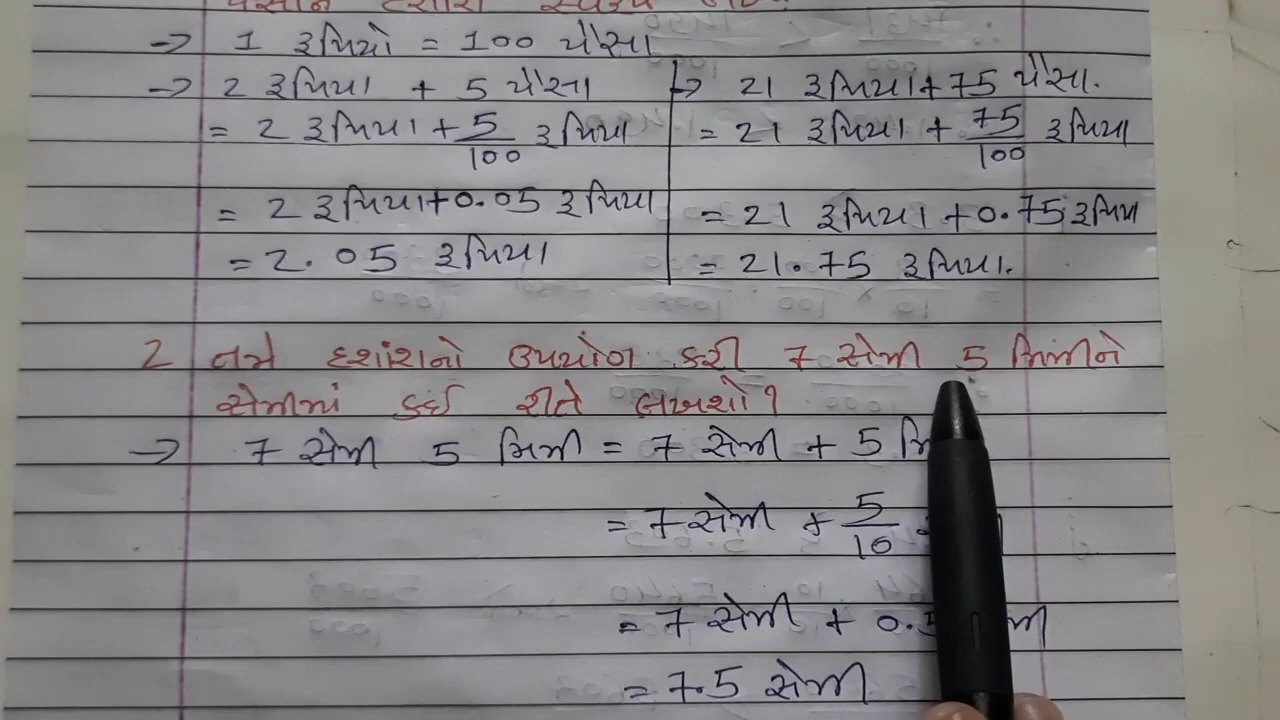 → 1 રૂપિયો = 100 પૈસા
→ 2 રૂપિયા + 5 પૈસા
= 2 રૂપિયા + 5/100 રૂપિયા
= 2 રૂપિયા + 0.05 રૂપિયા
= 2.05 રૂપિયા
→ 21 રૂપિયા + 75 પૈસા.
= 21 રૂપિયા + 75/100 રૂપિયા
= 21 રૂપિયા + 0.75 રૂપિયા
= 21.75 રૂપિયા.
2 તમે દશાંશનો ઉપયોગ કરી 7 સેમી 5 મિમીને
સેમીમાં કઈ રીતે લખશો?
→ 7 સેમી 5 મિમી = 7 સેમી + 5
= 7 સેમી + 5/10
= 7 સેમી + 0.5
= 7.5 સેમી